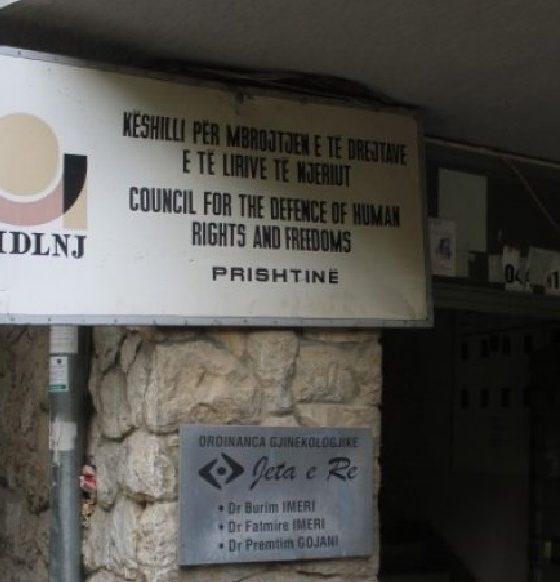 KËSHILLI PËR MBROJTJEN E TË DREJTAVE
E TË LIRIVE TË NJERIUT
COUNCIL FOR THE DEFENCE OF HUMAN
RIGHTS AND FREEDOMS
PRISHTINË
IDLNJ
ORDINANCA GJINEKOLOGJIKE
Jeta e Re
• Dr Burim IMERI
• Dr Fatmire IMERI
• Dr Premtim GOJANI